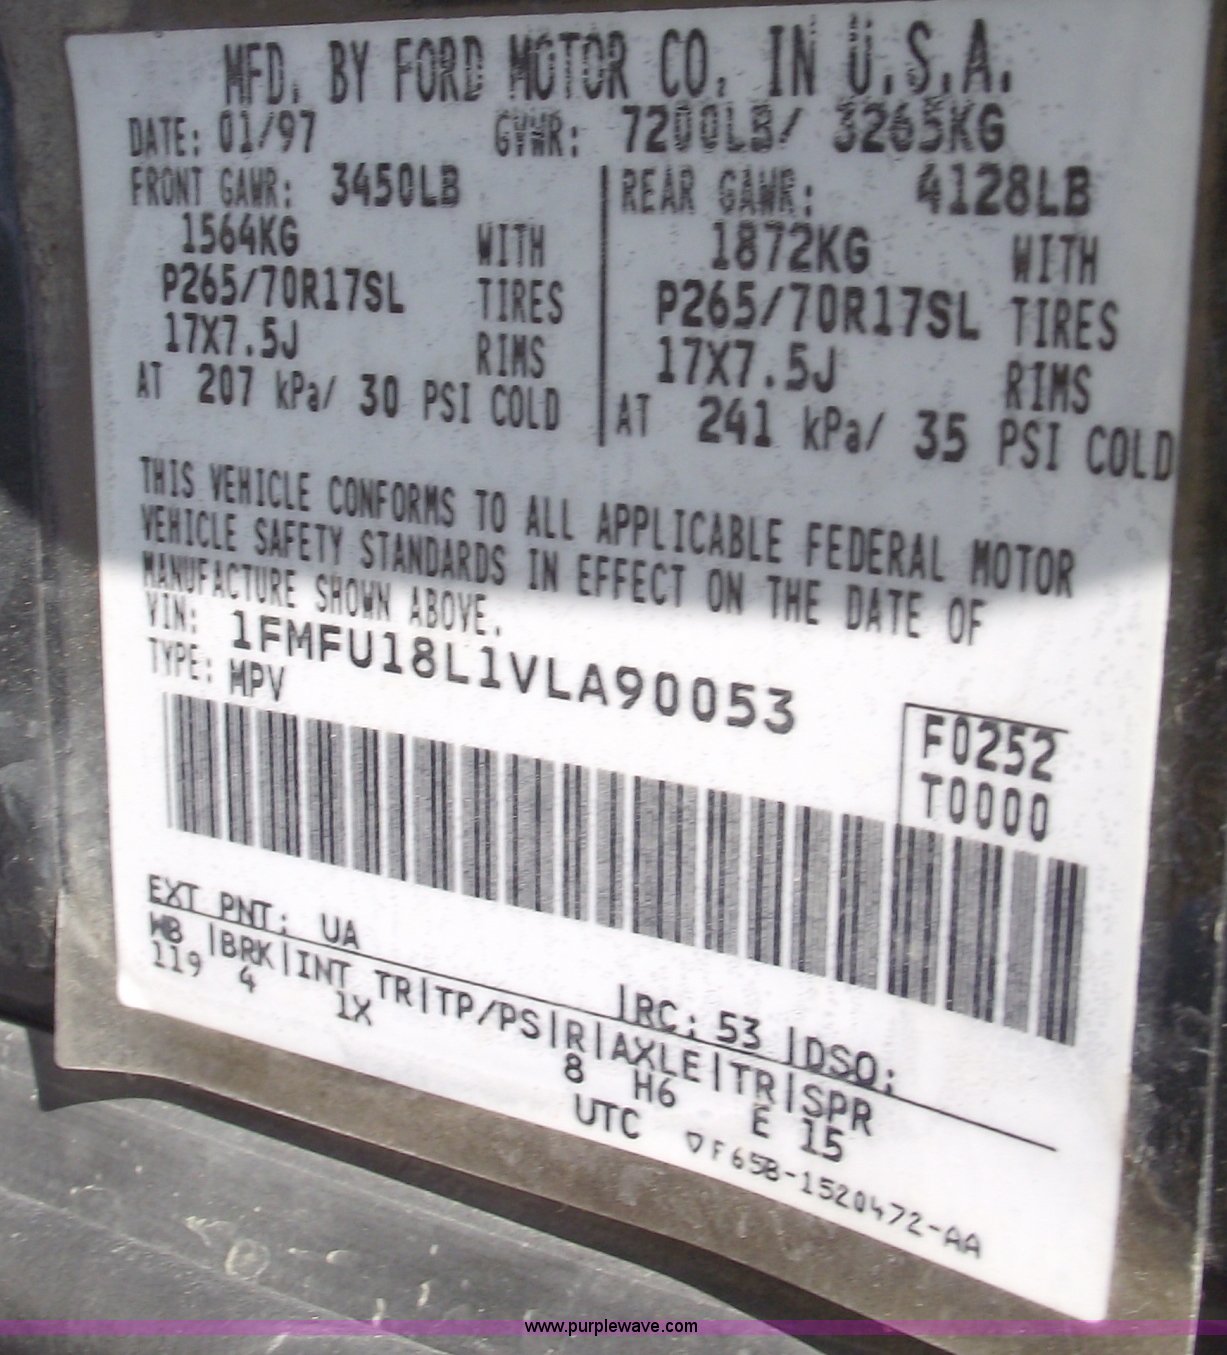 MFD. BY FORD MOTOR CO. IN U.S.A.
DATE: 01/97 GVWR: 7200LB/ 3265KG
FRONT GAWR: 3450LB
1564KG WITH
P265/70R17SL TIRES
17X7.5J RIMS
AT 207 kPa/ 30 PSI COLD
REAR GAWR: 4128LB
1872KG WITH
P265/70R17SL TIRES
17X7.5J RIMS
AT 241 kPa/ 35 PSI COLD
THIS VEHICLE CONFORMS TO ALL APPLICABLE FEDERAL MOTOR
VEHICLE SAFETY STANDARDS IN EFFECT ON THE DATE OF
MANUFACTURE SHOWN ABOVE.
VIN: 1FMFU18L1VLA90053
TYPE: MPV
F0252
T0000
EXT PNT: UA |RC: 53 |DSO:
WB |BRK|INT TR|TP/PS|R|AXLE|TR|SPR
119 4 1X 8 H6 E 15
UTC ▽F65B-1520472-AA
www.purplewave.com